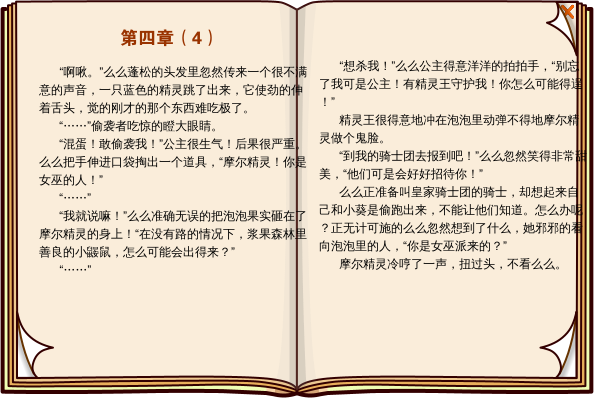 第四章（4）
“啊啾。”么么蓬松的头发里忽然传来一个很不满
意的声音，一只蓝色的精灵跳了出来，它使劲的伸
着舌头，觉的刚才的那个东西难吃极了。
“……”偷袭者吃惊的瞪大眼睛。
“混蛋！敢偷袭我！”公主很生气！后果很严重。
么么把手伸进口袋掏出一个道具，“摩尔精灵！你是
女巫的人！”
“……”
“我就说嘛！”么么准确无误的把泡泡果实砸在了
摩尔精灵的身上！“在没有路的情况下，浆果森林里
善良的小鼹鼠，怎么可能会出得来？”
“……”
“想杀我！”么么公主得意洋洋的拍拍手，“别忘
了我可是公主！有精灵王守护我！你怎么可能得逞
！”
精灵王很得意地冲在泡泡里动弹不得地摩尔精
灵做个鬼脸。
“到我的骑士团去报到吧！”么么忽然笑得非常甜
美，“他们可是会好好招待你！”
么么正准备叫皇家骑士团的骑士，却想起来自
己和小葵是偷跑出来，不能让他们知道。怎么办呢
？正无计可施的么么忽然想到了什么，她邪邪的看
向泡泡里的人，“你是女巫派来的？”
摩尔精灵冷哼了一声，扭过头，不看么么。